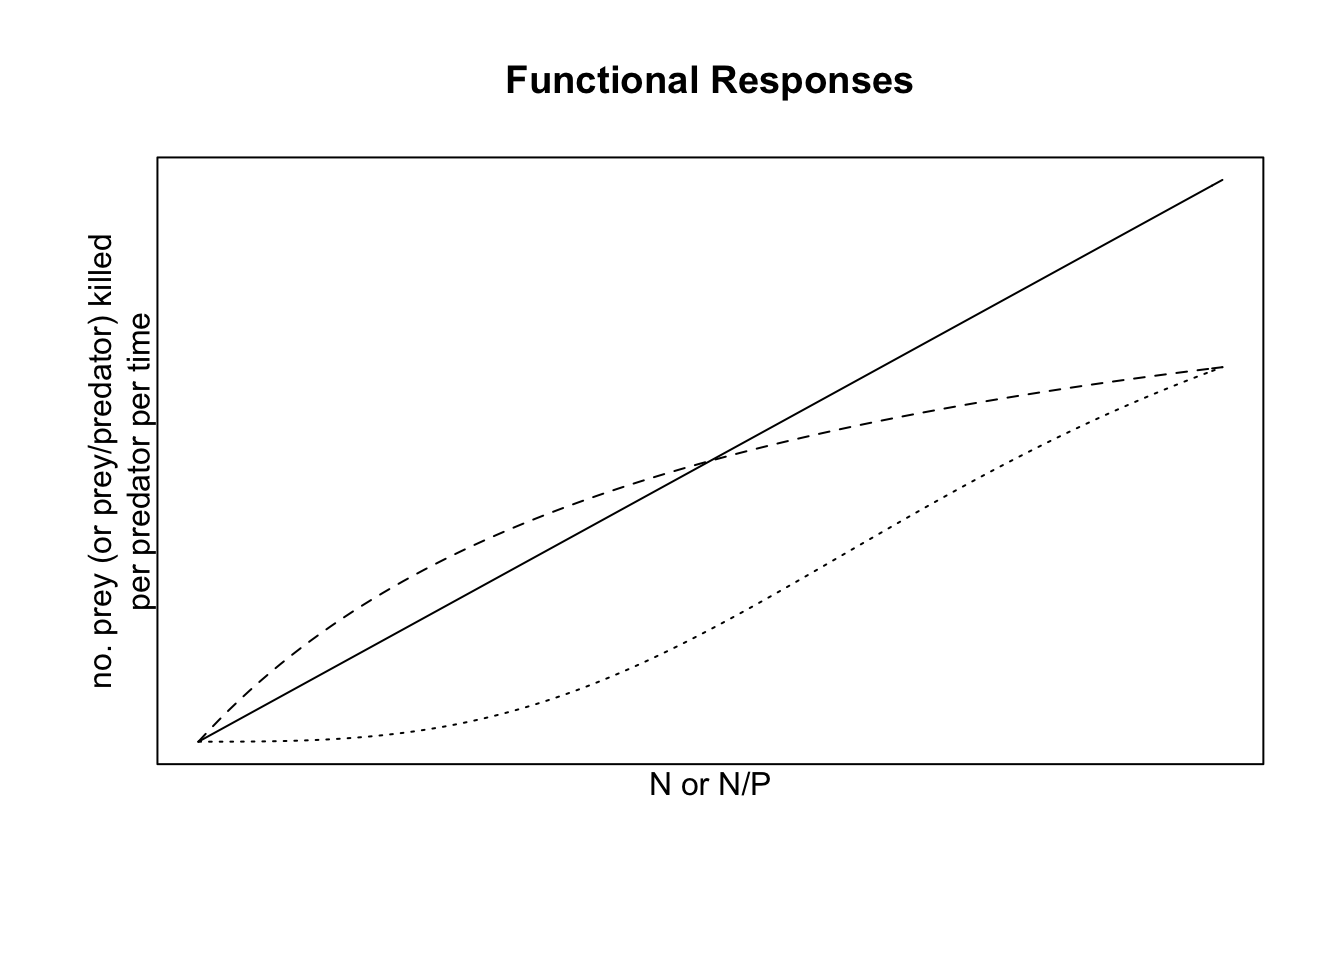 Functional Responses
no. prey (or prey/predator) killed
per predator per time
N or N/P